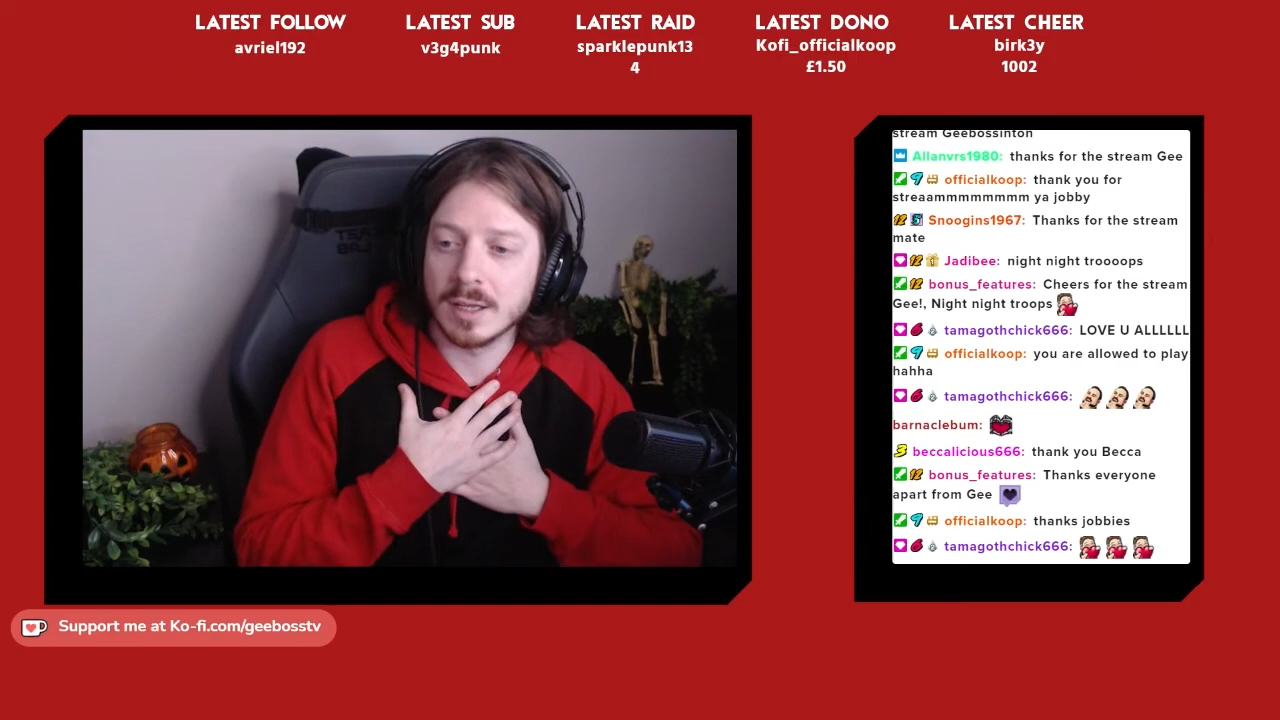 LATEST FOLLOW
avriel192
LATEST SUB
v3g4punk
LATEST RAID
sparklepunk13
4
LATEST DONO
Kofi_officialkoop
£1.50
LATEST CHEER
birk3y
1002
stream Geebossinton
Allanvrs1980: thanks for the stream Gee
officialkoop: thank you for
streaammmmmmmm ya jobby
Snoogins1967: Thanks for the stream
mate
Jadibee: night night troooops
bonus_features: Cheers for the stream
Gee!, Night night troops
tamagothchick666: LOVE U ALLLLLL
officialkoop: you are allowed to play
hahha
tamagothchick666:
barnaclebum:
beccalicious666: thank you Becca
bonus_features: Thanks everyone
apart from Gee
officialkoop: thanks jobbies
tamagothchick666:
Support me at Ko-fi.com/geebosstv